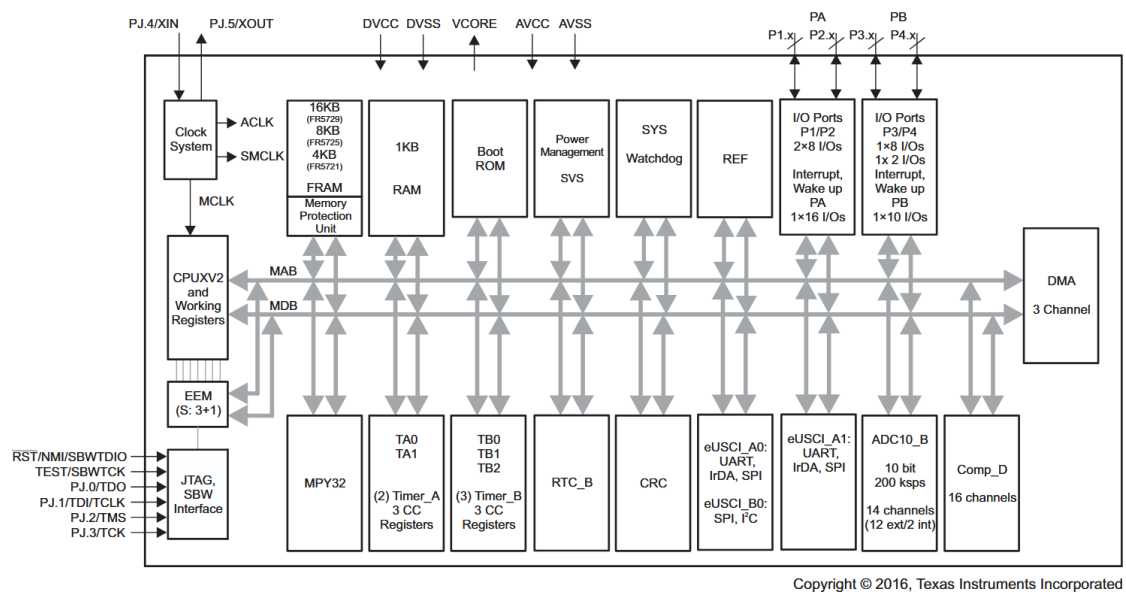 PJ.4/XIN
PJ.5/XOUT
DVCC
DVSS
VCORE
AVCC
AVSS
PA
PB
P1.x
P2.x
P3.x
P4.x
Clock
System
ACLK
SMCLK
MCLK
16KB
(FR5729)
8KB
(FR5725)
4KB
(FR5721)
FRAM
Memory
Protection
Unit
1KB
RAM
Boot
ROM
Power
Management
SVS
SYS
Watchdog
REF
I/O Ports
P1/P2
2×8 I/Os
Interrupt,
Wake up
PA
1×16 I/Os
I/O Ports
P3/P4
1×8 I/Os
1x 2 I/Os
Interrupt,
Wake up
PB
1×10 I/Os
CPUXV2
and
Working
Registers
MAB
MDB
DMA
3 Channel
EEM
(S: 3+1)
RST/NMI/SBWTDIO
TEST/SBWTCK
PJ.0/TDO
PJ.1/TDI/TCLK
PJ.2/TMS
PJ.3/TCK
JTAG,
SBW
Interface
MPY32
TA0
TA1
(2) Timer_A
3 CC
Registers
TB0
TB1
TB2
(3) Timer_B
3 CC
Registers
RTC_B
CRC
eUSCI_A0:
UART,
IrDA, SPI
eUSCI_B0:
SPI, I²C
eUSCI_A1:
UART,
IrDA, SPI
ADC10_B
10 bit
200 ksps
14 channels
(12 ext/2 int)
Comp_D
16 channels
Copyright © 2016, Texas Instruments Incorporated